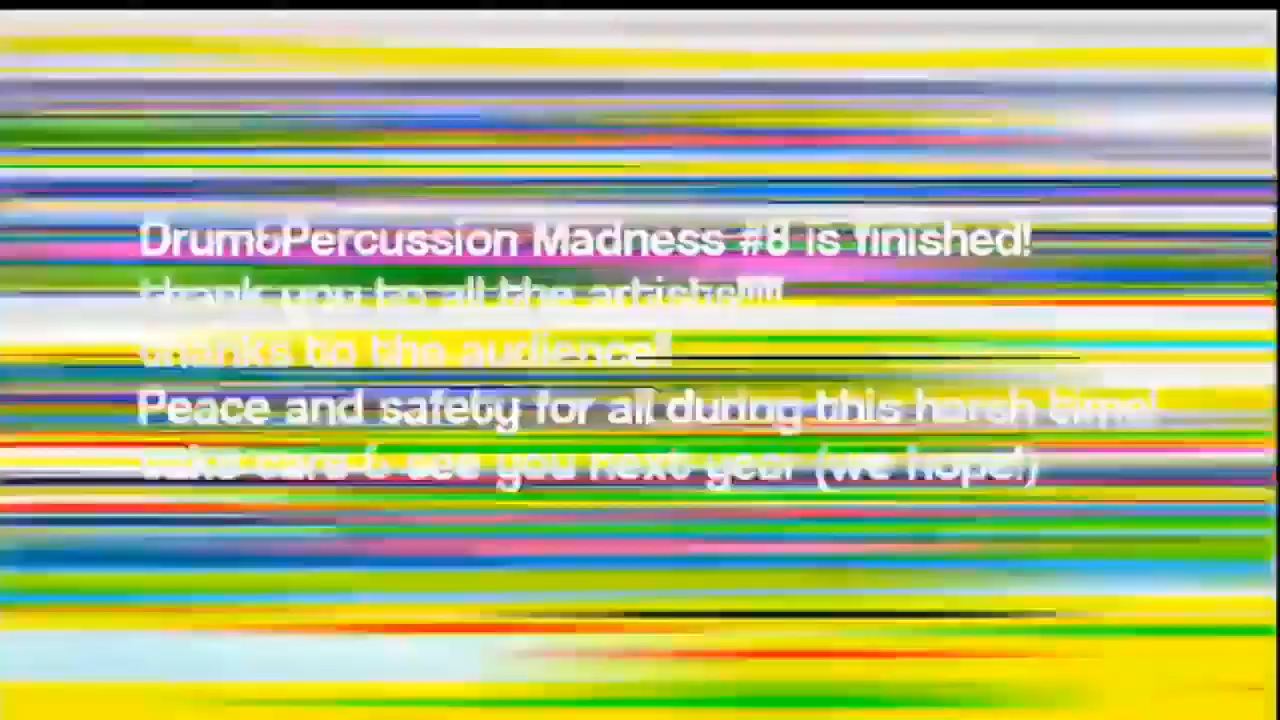 Drum&Percussion Madness #8 is finished!
thank you to all the artists!!!!!
thanks to the audience!!
Peace and safety for all during this harsh time!
take care & see you next year (we hope!)